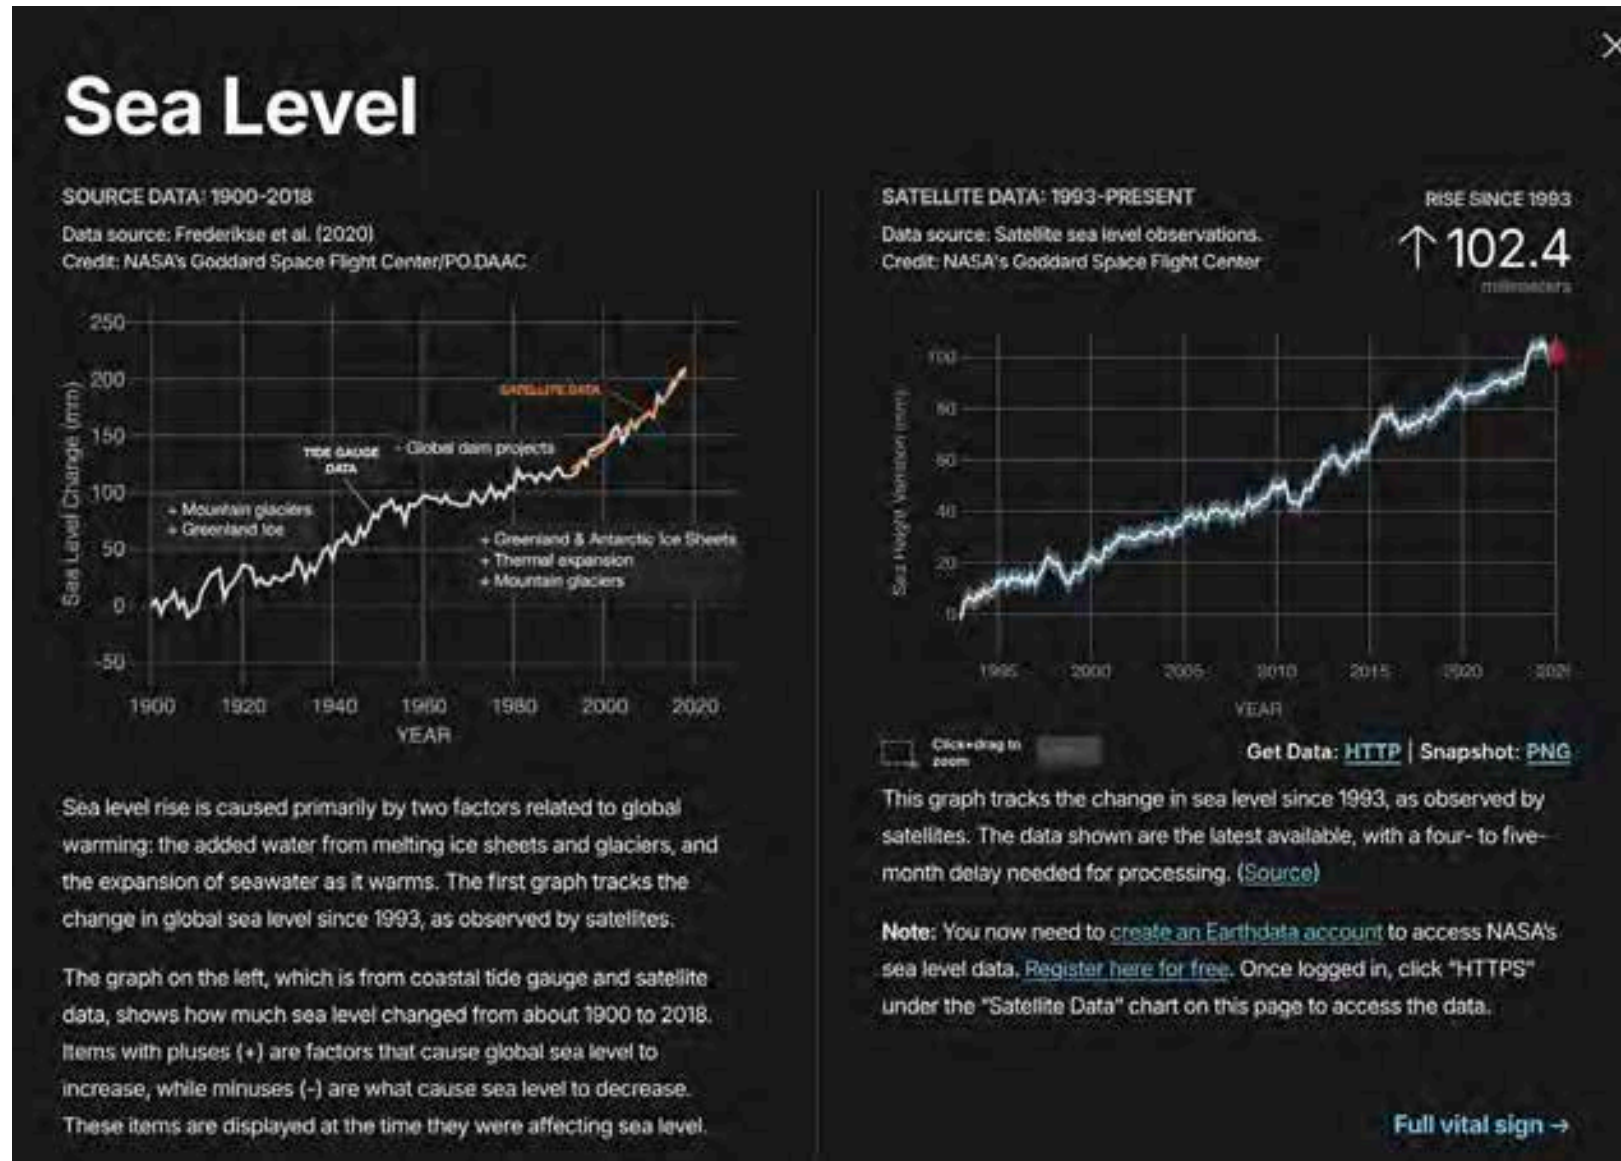 Sea Level
SOURCE DATA: 1900-2018
Data source: Frederikse et al. (2020)
Credit: NASA's Goddard Space Flight Center/PO.DAAC
250
200
150
100
50
0
-50
Sea Level Change (mm)
SATELLITE DATA
TIDE GAUGE
DATA
- Global dam projects
+ Mountain glaciers
+ Greenland Ice
+ Greenland & Antarctic Ice Sheets
+ Thermal expansion
+ Mountain glaciers
1900 1920 1940 1960 1980 2000 2020
YEAR
Sea level rise is caused primarily by two factors related to global
warming: the added water from melting ice sheets and glaciers, and
the expansion of seawater as it warms. The first graph tracks the
change in global sea level since 1993, as observed by satellites.
The graph on the left, which is from coastal tide gauge and satellite
data, shows how much sea level changed from about 1900 to 2018.
Items with pluses (+) are factors that cause global sea level to
increase, while minuses (-) are what cause sea level to decrease.
These items are displayed at the time they were affecting sea level.
SATELLITE DATA: 1993-PRESENT
Data source: Satellite sea level observations.
Credit: NASA's Goddard Space Flight Center
RISE SINCE 1993
↑ 102.4
millimeters
100
80
60
40
20
0
Sea Height Variation (mm)
1995 2000 2005 2010 2015 2020
YEAR
Click+drag to
zoom
Get Data: HTTP | Snapshot: PNG
This graph tracks the change in sea level since 1993, as observed by
satellites. The data shown are the latest available, with a four- to five-
month delay needed for processing. (Source)
Note: You now need to create an Earthdata account to access NASA's
sea level data. Register here for free. Once logged in, click "HTTPS"
under the "Satellite Data" chart on this page to access the data.
Full vital sign →